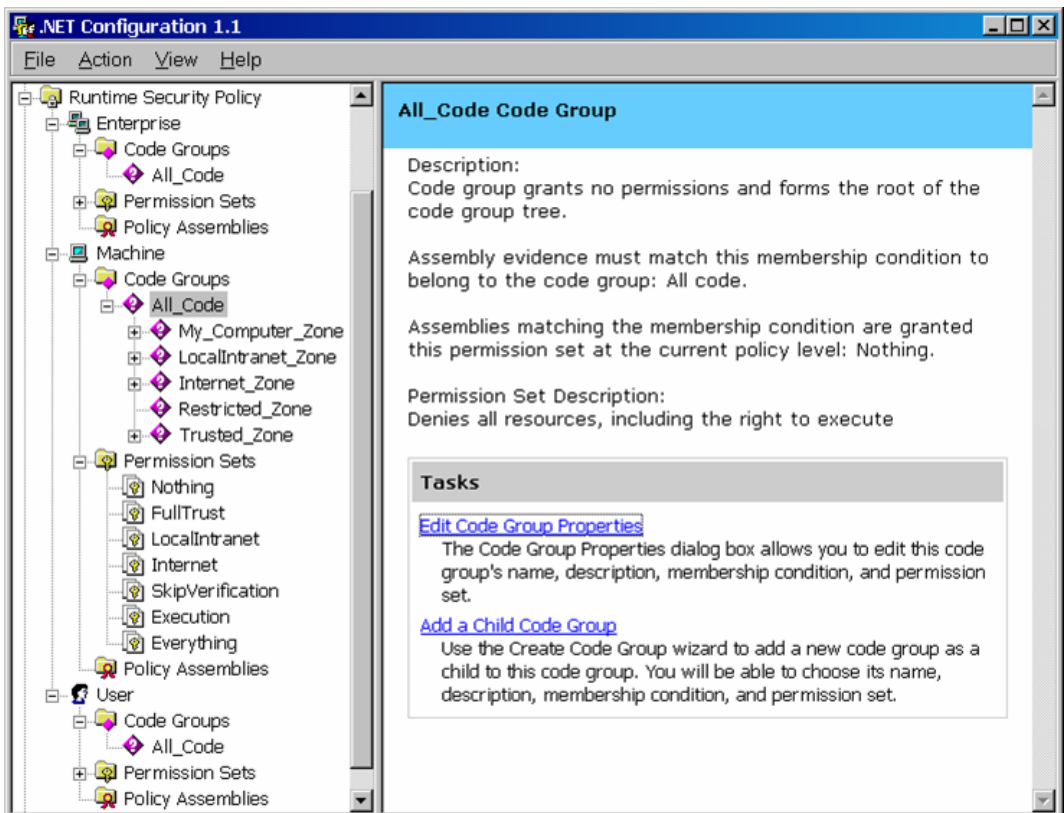 .NET Configuration 1.1
File Action View Help
Runtime Security Policy
Enterprise
Code Groups
All_Code
Permission Sets
Policy Assemblies
Machine
Code Groups
All_Code
My_Computer_Zone
LocalIntranet_Zone
Internet_Zone
Restricted_Zone
Trusted_Zone
Permission Sets
Nothing
FullTrust
LocalIntranet
Internet
SkipVerification
Execution
Everything
Policy Assemblies
User
Code Groups
All_Code
Permission Sets
Policy Assemblies
All_Code Code Group
Description:
Code group grants no permissions and forms the root of the
code group tree.
Assembly evidence must match this membership condition to
belong to the code group: All code.
Assemblies matching the membership condition are granted
this permission set at the current policy level: Nothing.
Permission Set Description:
Denies all resources, including the right to execute
Tasks
Edit Code Group Properties
The Code Group Properties dialog box allows you to edit this code
group's name, description, membership condition, and permission
set.
Add a Child Code Group
Use the Create Code Group wizard to add a new code group as a
child to this code group. You will be able to choose its name,
description, membership condition, and permission set.